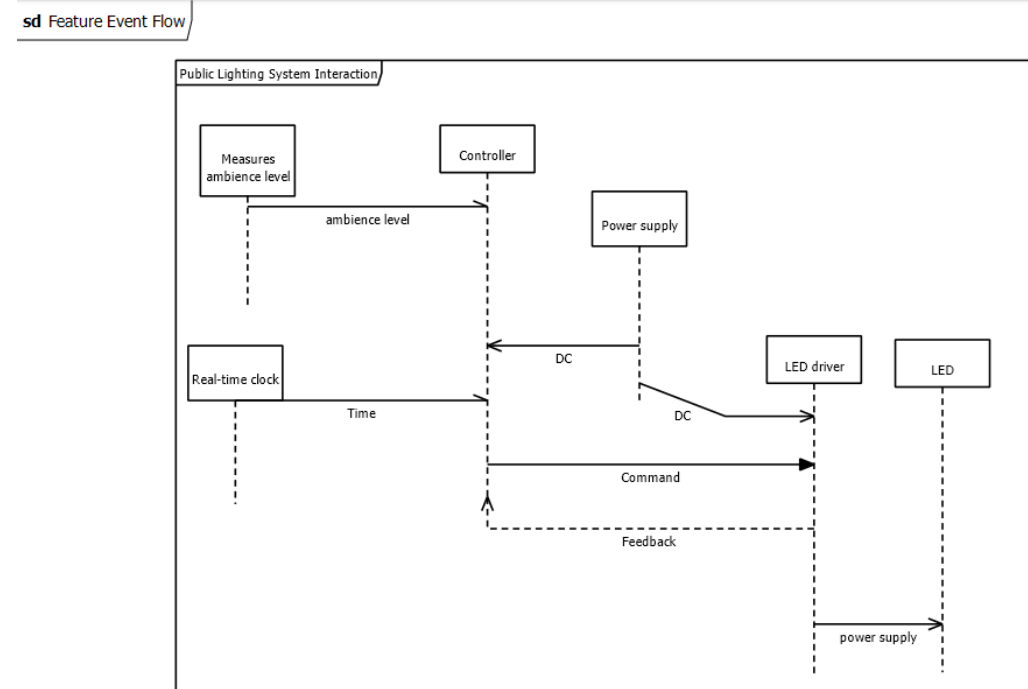 sd Feature Event Flow
Public Lighting System Interaction
Measures
ambience level
Controller
ambience level
Power supply
DC
LED driver
LED
Real-time clock
Time
DC
Command
Feedback
power supply